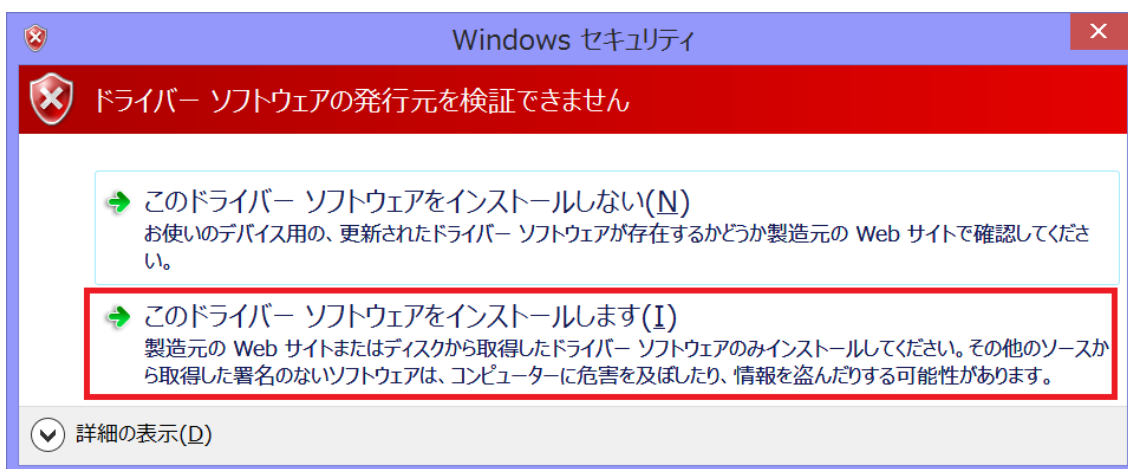 Windows セキュリティ
ドライバー ソフトウェアの発行元を検証できません
このドライバー ソフトウェアをインストールしない(N)
お使いのデバイス用の、更新されたドライバー ソフトウェアが存在するかどうか製造元の Web サイトで確認してくださ
い。
このドライバー ソフトウェアをインストールします(I)
製造元の Web サイトまたはディスクから取得したドライバー ソフトウェアのみインストールしてください。その他のソースか
ら取得した署名のないソフトウェアは、コンピューターに危害を及ぼしたり、情報を盗んだりする可能性があります。
詳細の表示(D)